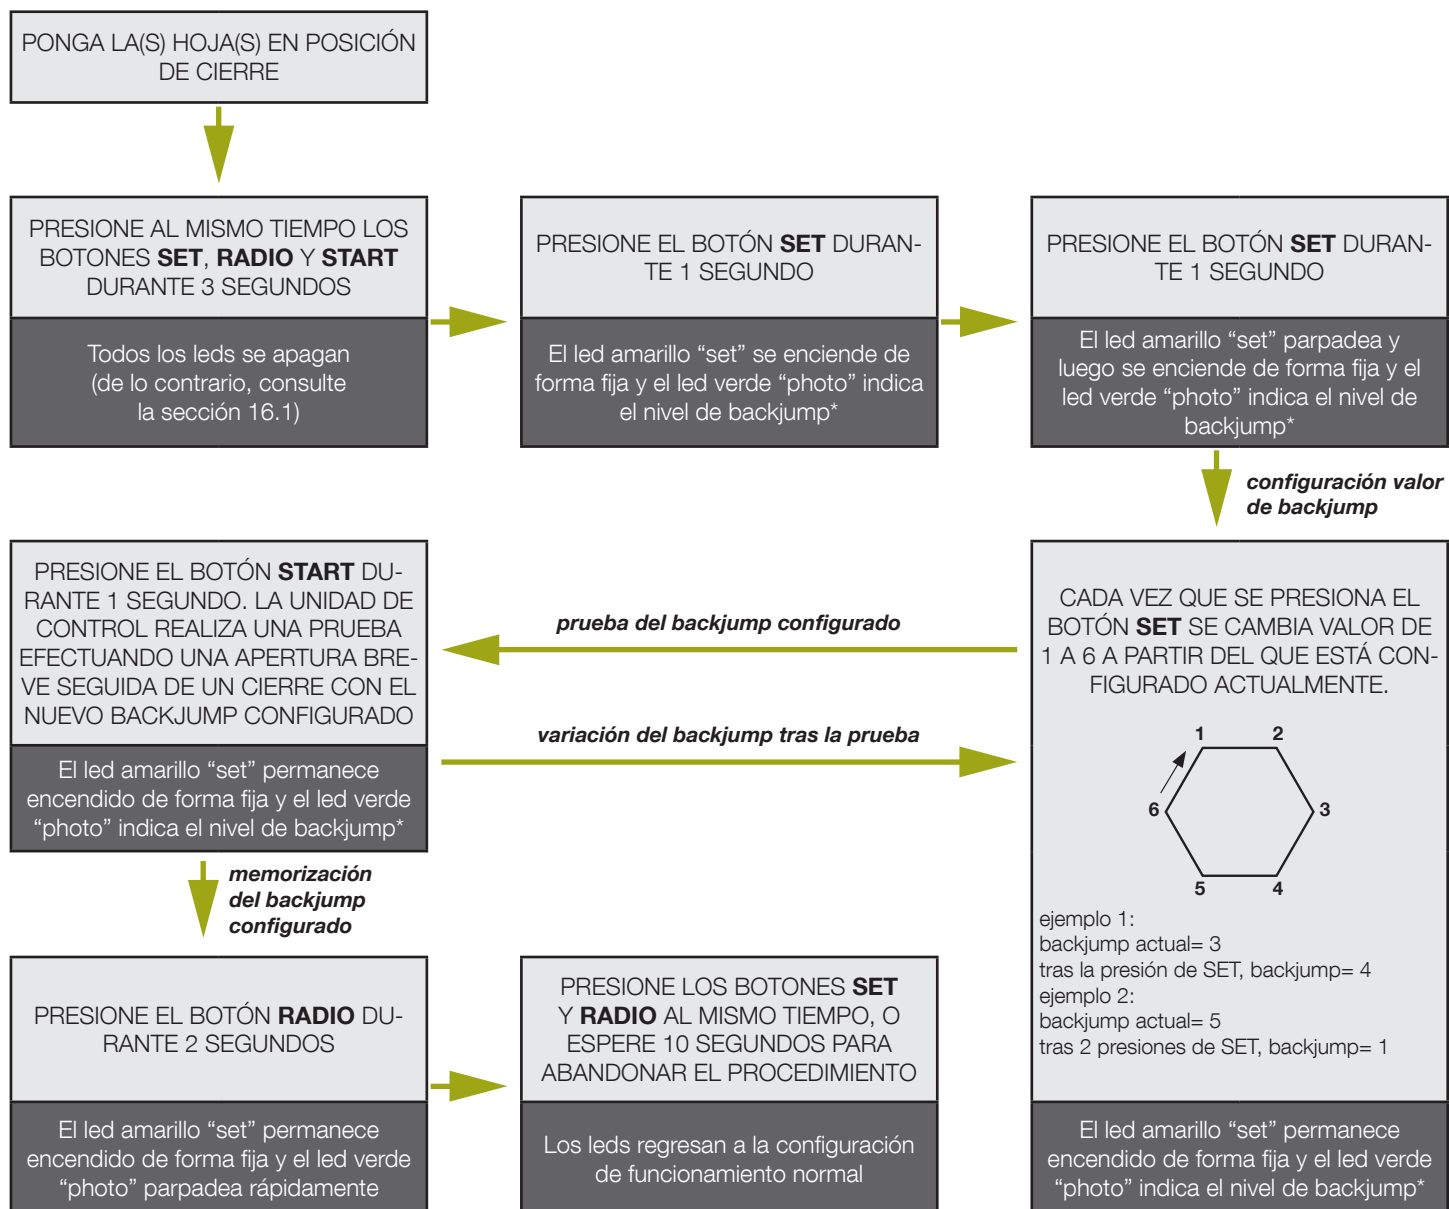 PONGA LA(S) HOJA(S) EN POSICIÓN
DE CIERRE
PRESIONE AL MISMO TIEMPO LOS
BOTONES SET, RADIO Y START
DURANTE 3 SEGUNDOS
Todos los leds se apagan
(de lo contrario, consulte
la sección 16.1)
PRESIONE EL BOTÓN SET DURAN-
TE 1 SEGUNDO
El led amarillo “set” se enciende de
forma fija y el led verde “photo” indica
el nivel de backjump*
PRESIONE EL BOTÓN SET DURAN-
TE 1 SEGUNDO
El led amarillo “set” parpadea y
luego se enciende de forma fija y el
led verde “photo” indica el nivel de
backjump*
configuración valor
de backjump
CADA VEZ QUE SE PRESIONA EL
BOTÓN SET SE CAMBIA VALOR DE
1 A 6 A PARTIR DEL QUE ESTÁ CON-
FIGURADO ACTUALMENTE.
1 2
6 3
5 4
ejemplo 1:
backjump actual= 3
tras la presión de SET, backjump= 4
ejemplo 2:
backjump actual= 5
tras 2 presiones de SET, backjump= 1
El led amarillo “set” permanece
encendido de forma fija y el led verde
“photo” indica el nivel de backjump*
prueba del backjump configurado
variación del backjump tras la prueba
PRESIONE EL BOTÓN START DU-
RANTE 1 SEGUNDO. LA UNIDAD DE
CONTROL REALIZA UNA PRUEBA
EFECTUANDO UNA APERTURA BRE-
VE SEGUIDA DE UN CIERRE CON EL
NUEVO BACKJUMP CONFIGURADO
El led amarillo “set” permanece
encendido de forma fija y el led verde
“photo” indica el nivel de backjump*
memorización
del backjump
configurado
PRESIONE EL BOTÓN RADIO DU-
RANTE 2 SEGUNDOS
El led amarillo “set” permanece
encendido de forma fija y el led verde
“photo” parpadea rápidamente
PRESIONE LOS BOTONES SET
Y RADIO AL MISMO TIEMPO, O
ESPERE 10 SEGUNDOS PARA
ABANDONAR EL PROCEDIMIENTO
Los leds regresan a la configuración
de funcionamiento normal